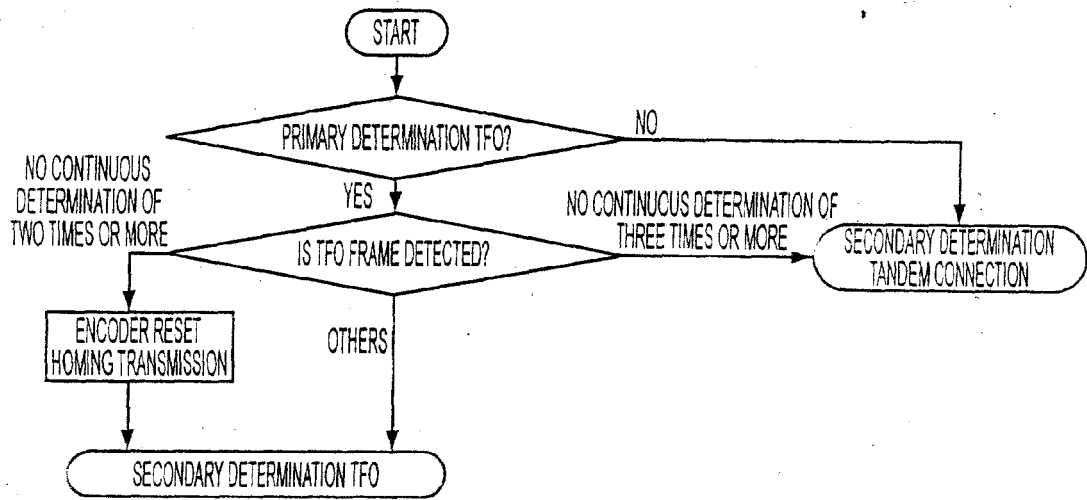 START
PRIMARY DETERMINATION TFO?
NO
YES
NO CONTINUOUS
DETERMINATION OF
TWO TIMES OR MORE
NO CONTINUOUS DETERMINATION OF
THREE TIMES OR MORE
IS TFO FRAME DETECTED?
SECONDARY DETERMINATION
TANDEM CONNECTION
ENCODER RESET
HOMING TRANSMISSION
OTHERS
SECONDARY DETERMINATION TFO